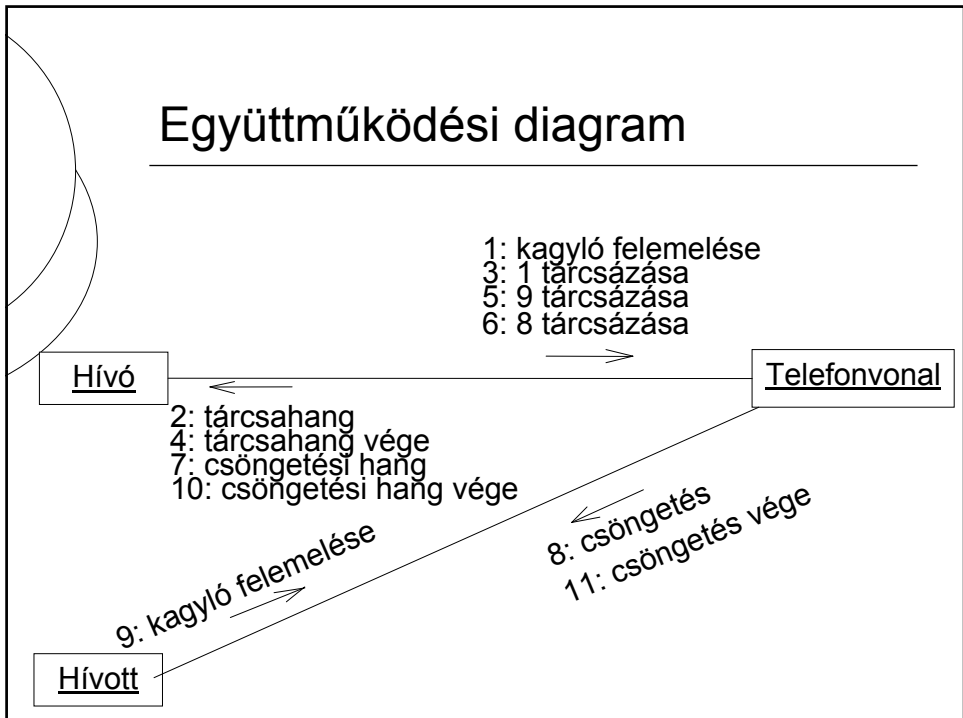 Együttműködési diagram
1: kagyló felemelése
3: 1 tárcsázása
5: 9 tárcsázása
6: 8 tárcsázása
Hívó
Telefonvonal
2: tárcsahang
4: tárcsahang vége
7: csöngetési hang
10: csöngetési hang vége
8: csöngetés
11: csöngetés vége
9: kagyló felemelése
Hívott